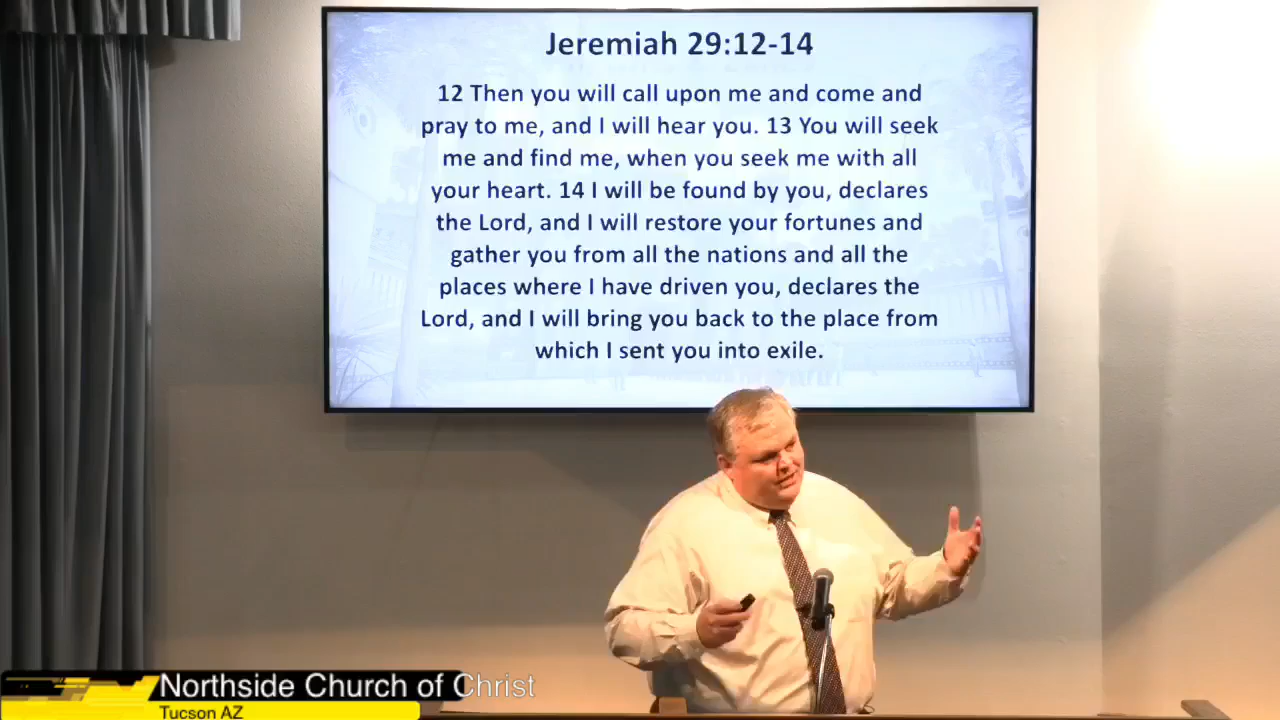 Jeremiah 29:12-14
12 Then you will call upon me and come and
pray to me, and I will hear you. 13 You will seek
me and find me, when you seek me with all
your heart. 14 I will be found by you, declares
the Lord, and I will restore your fortunes and
gather you from all the nations and all the
places where I have driven you, declares the
Lord, and I will bring you back to the place from
which I sent you into exile.
Northside Church of Christ
Tucson AZ